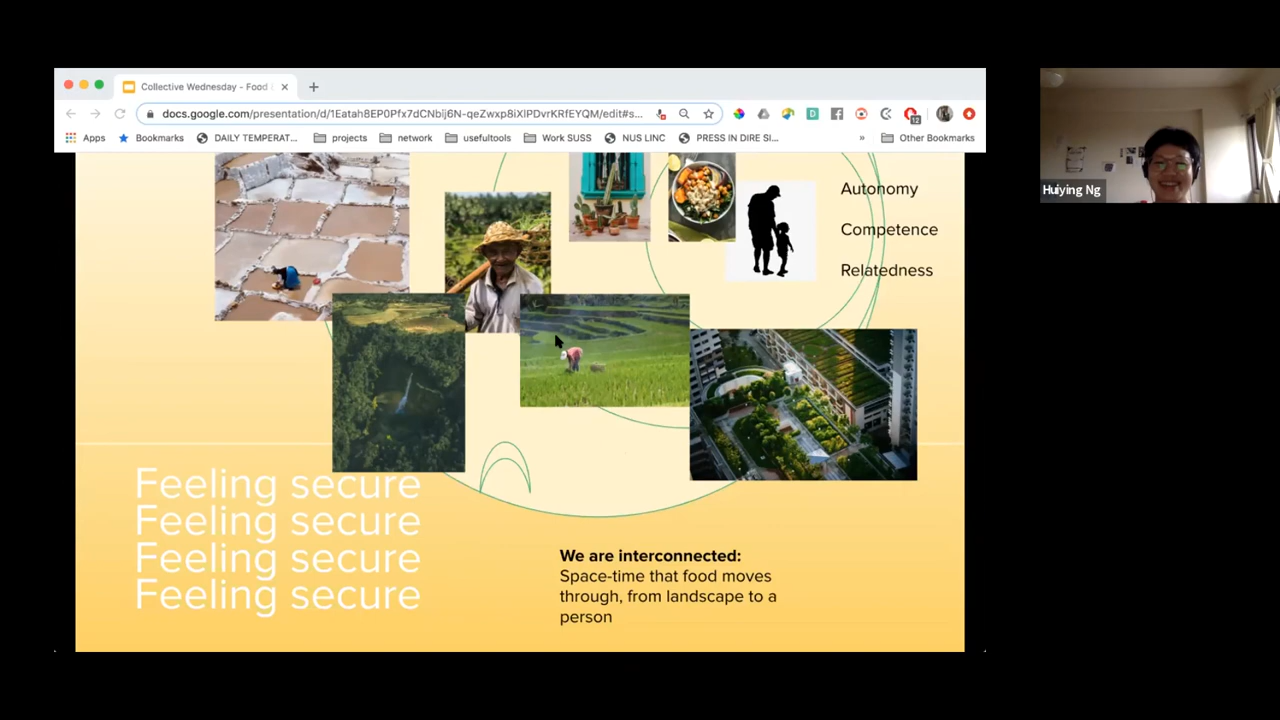 Collective Wednesday - Food
docs.google.com/presentation/d/1Eatah8EP0Pfx7dCNbij6N-qeZwxp8iXlPDvrKRfEYQM/edit#s...
12
Apps
Bookmarks
DAILY TEMPERAT...
projects
network
usefultools
Work SUSS
NUS LINC
PRESS IN DIRE SI...
»
Other Bookmarks
Huiying Ng
Autonomy
Competence
Relatedness
Feeling secure
Feeling secure
Feeling secure
Feeling secure
We are interconnected:
Space-time that food moves
through, from landscape to a
person